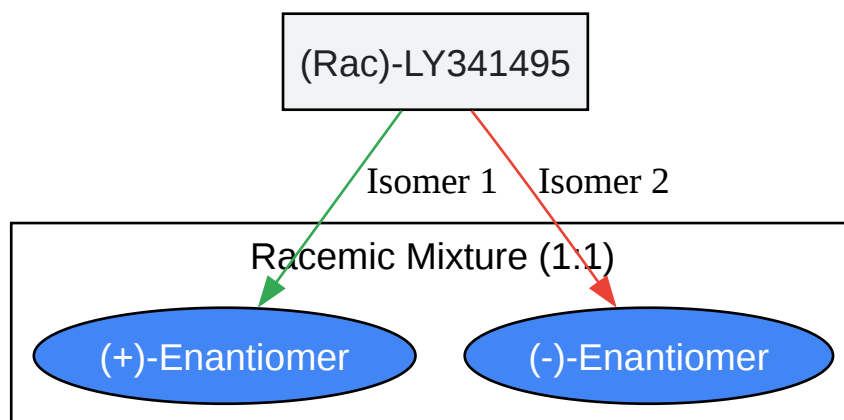 (Rac)-LY341495
Isomer 1
Isomer 2
Racemic Mixture (1:1)
(+)-Enantiomer
(-)-Enantiomer